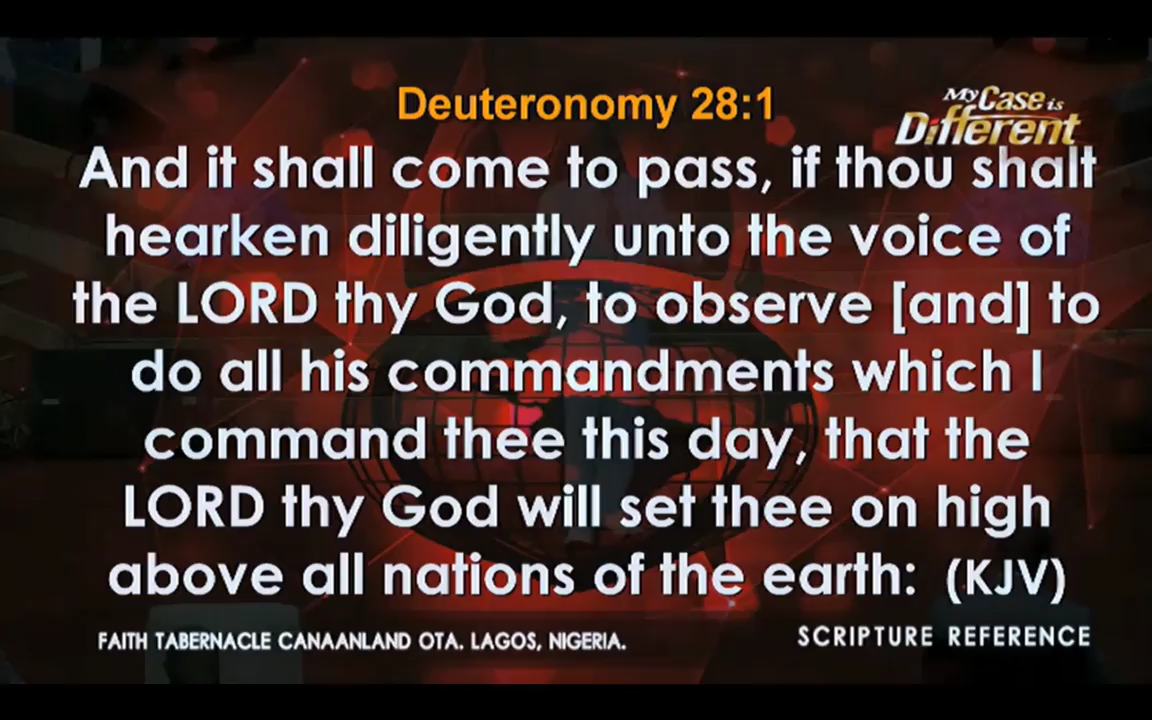 Deuteronomy 28:1
My Case is
Different
And it shall come to pass, if thou shalt
hearken diligently unto the voice of
the LORD thy God, to observe [and] to
do all his commandments which I
command thee this day, that the
LORD thy God will set thee on high
above all nations of the earth: (KJV)
FAITH TABERNACLE CANAANLAND OTA. LAGOS, NIGERIA.
SCRIPTURE REFERENCE